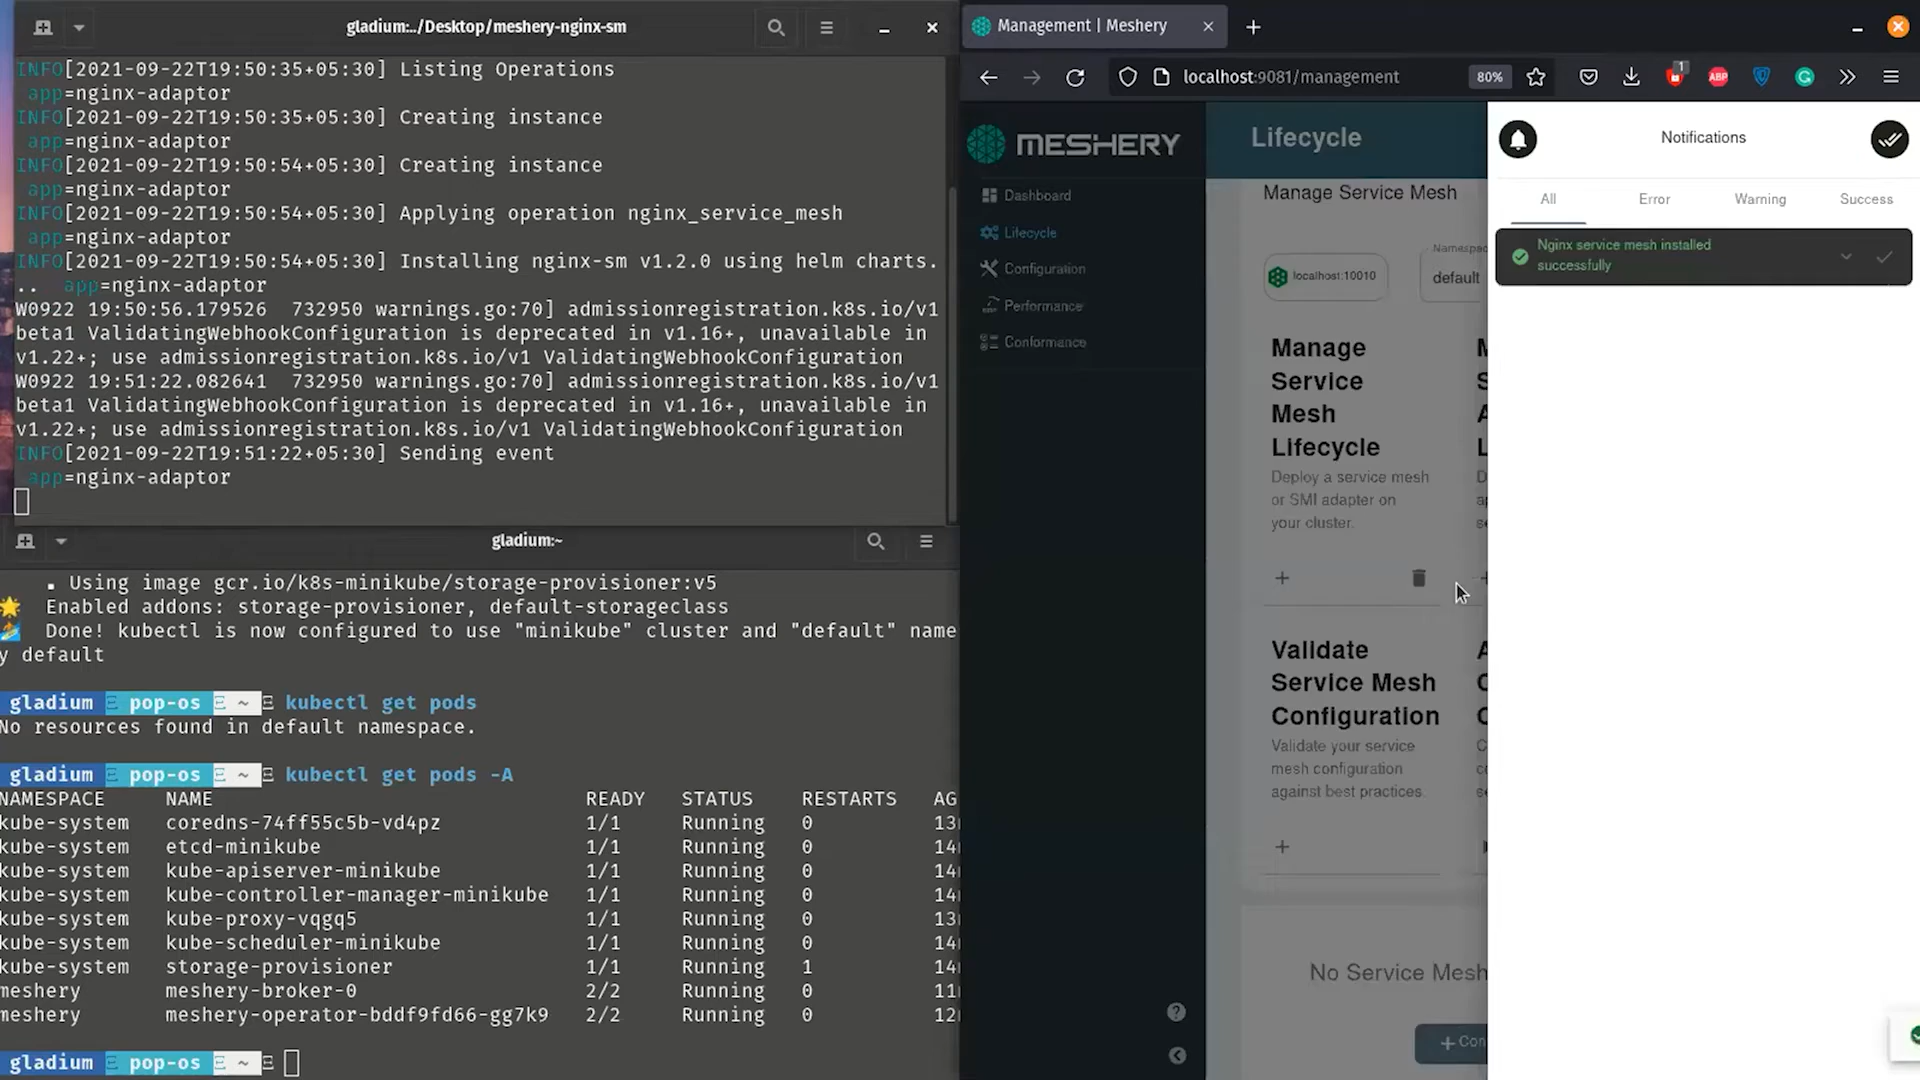 gladium:../Desktop/meshery-nginx-sm
INFO[2021-09-22T19:50:35+05:30] Listing Operations
app=nginx-adaptor
INFO[2021-09-22T19:50:35+05:30] Creating instance
app=nginx-adaptor
INFO[2021-09-22T19:50:54+05:30] Creating instance
app=nginx-adaptor
INFO[2021-09-22T19:50:54+05:30] Applying operation nginx_service_mesh
app=nginx-adaptor
INFO[2021-09-22T19:50:54+05:30] Installing nginx-sm v1.2.0 using helm charts.
.. app=nginx-adaptor
W0922 19:50:56.179526 732950 warnings.go:70] admissionregistration.k8s.io/v1
beta1 ValidatingWebhookConfiguration is deprecated in v1.16+, unavailable in
v1.22+; use admissionregistration.k8s.io/v1 ValidatingWebhookConfiguration
W0922 19:51:22.082641 732950 warnings.go:70] admissionregistration.k8s.io/v1
beta1 ValidatingWebhookConfiguration is deprecated in v1.16+, unavailable in
v1.22+; use admissionregistration.k8s.io/v1 ValidatingWebhookConfiguration
INFO[2021-09-22T19:51:22+05:30] Sending event
app=nginx-adaptor
gladium:~
. Using image gcr.io/k8s-minikube/storage-provisioner:v5
Enabled addons: storage-provisioner, default-storageclass
Done! kubectl is now configured to use "minikube" cluster and "default" name
y default
gladium pop-os ~ kubectl get pods
No resources found in default namespace.
gladium pop-os ~ kubectl get pods -A
NAMESPACE NAME READY STATUS RESTARTS AG
kube-system coredns-74ff55c5b-vd4pz 1/1 Running 0 13
kube-system etcd-minikube 1/1 Running 0 14
kube-system kube-apiserver-minikube 1/1 Running 0 14
kube-system kube-controller-manager-minikube 1/1 Running 0 14
kube-system kube-proxy-vqgq5 1/1 Running 0 13
kube-system kube-scheduler-minikube 1/1 Running 0 14
kube-system storage-provisioner 1/1 Running 1 14
meshery meshery-broker-0 2/2 Running 0 11
meshery meshery-operator-bddf9fd66-gg7k9 2/2 Running 0 12
gladium pop-os ~
Management | Meshery
localhost:9081/management
80%
1
ABP
MESHERY
Dashboard
Lifecycle
Configuration
Performance
Conformance
Lifecycle
Manage Service Mesh
localhost:10010
Namespac
default
Manage
Service
Mesh
Lifecycle
Deploy a service mesh
or SMI adapter on
your cluster.
Validate
Service Mesh
Configuration
Validate your service
mesh configuration
against best practices.
No Service Mesh
Con
Notifications
All
Error
Warning
Success
Nginx service mesh installed
successfully